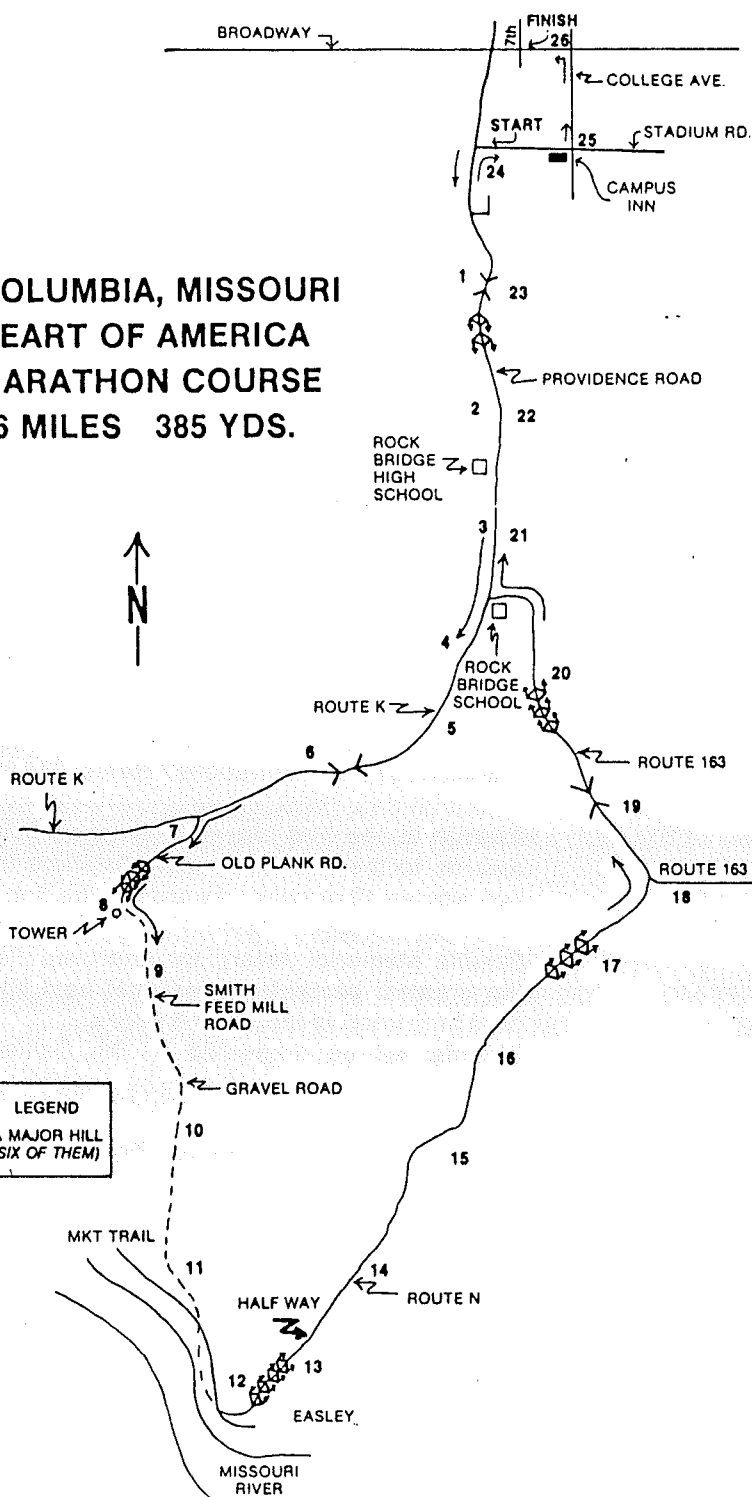 BROADWAY
7th
FINISH
26
COLLEGE AVE.
START
25
STADIUM RD.
24
CAMPUS
INN
OLUMBIA, MISSOURI
EART OF AMERICA
ARATHON COURSE
6 MILES 385 YDS.
1
23
PROVIDENCE ROAD
2
22
ROCK
BRIDGE
HIGH
SCHOOL
3
21
N
4
ROCK
BRIDGE
SCHOOL
20
ROUTE K
5
6
ROUTE 163
ROUTE K
19
7
OLD PLANK RD.
ROUTE 163
18
8
TOWER
17
9
SMITH
FEED MILL
ROAD
16
GRAVEL ROAD
LEGEND
MAJOR HILL
SIX OF THEM)
10
15
MKT TRAIL
11
14
HALF WAY
ROUTE N
13
12
EASLEY
MISSOURI
RIVER